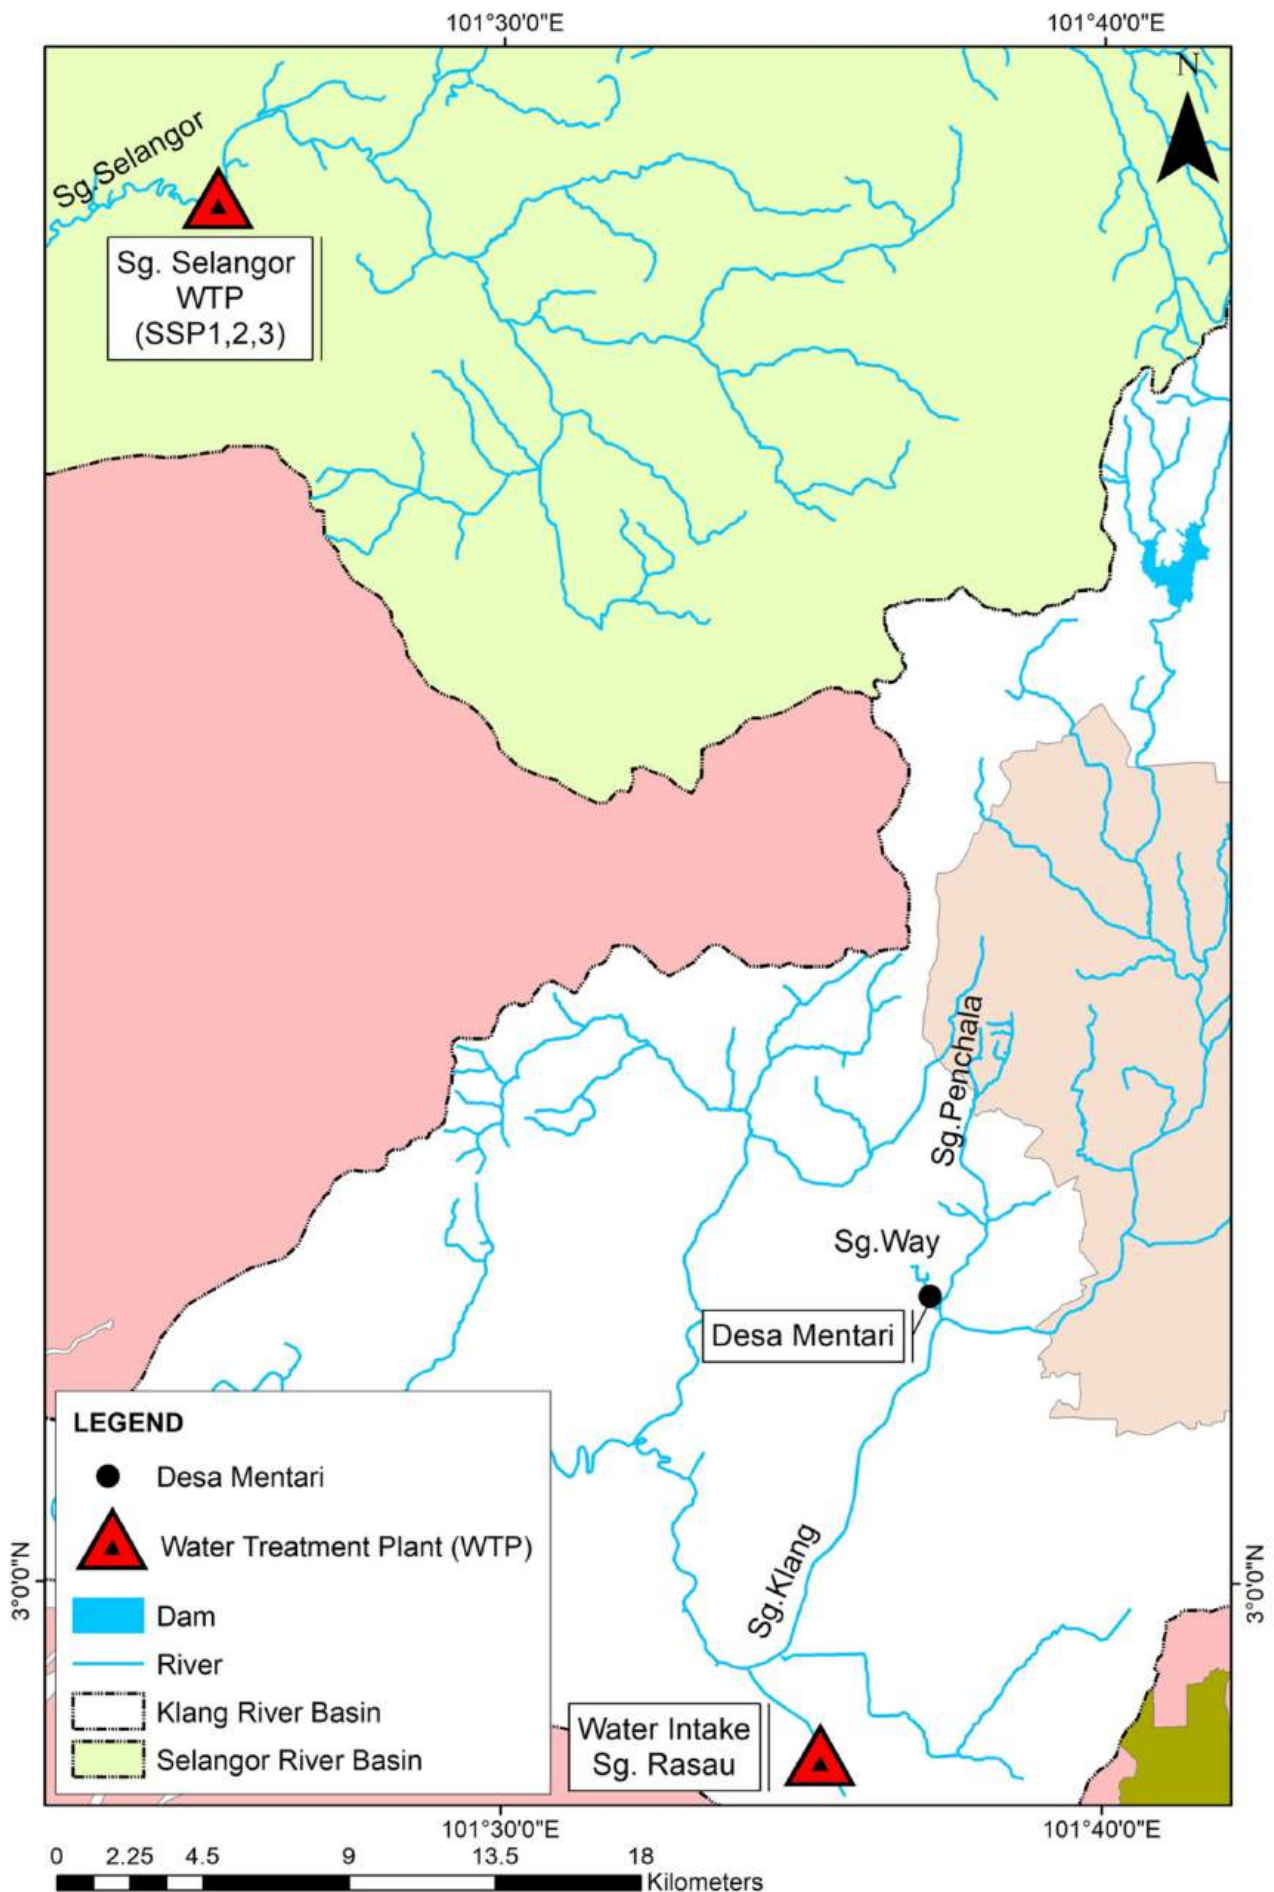 101°30'0"E
101°40'0"E
N
Sg.Selangor
Sg. Selangor
WTP
(SSP1,2,3)
Sg.Penchala
Sg.Way
Desa Mentari
LEGEND
Desa Mentari
Water Treatment Plant (WTP)
Dam
River
Klang River Basin
Selangor River Basin
Sg.Klang
3°0'0"N
3°0'0"N
Water Intake
Sg. Rasau
101°30'0"E
101°40'0"E
0 2.25 4.5 9 13.5 18
Kilometers